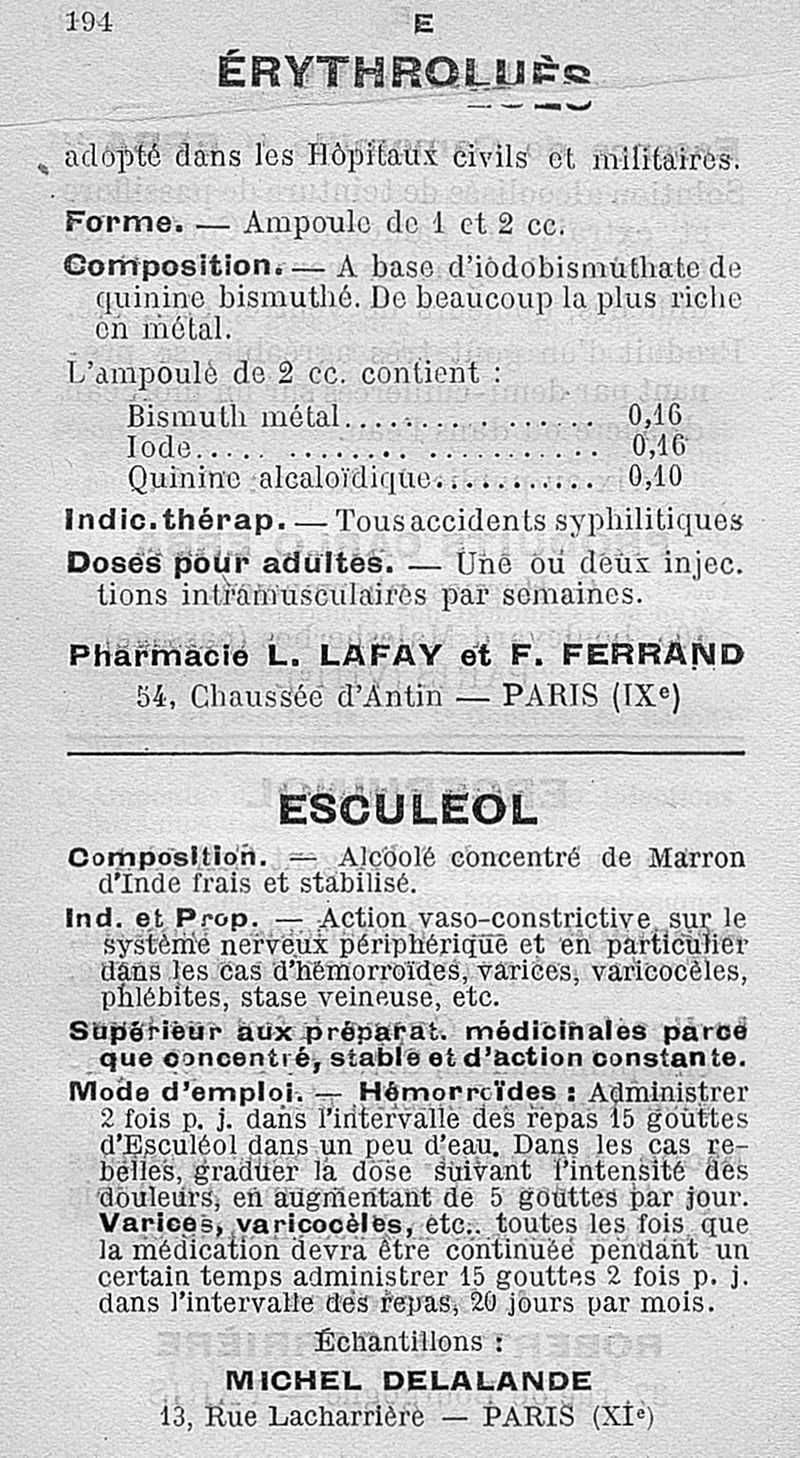 194
E
ÉRYTHROLUÈS
adopté dans les Hôpitaux civils et militaires.
Forme. — Ampoule de 1 et 2 cc.
Composition. — A base d'iodobismuthate de
quinine bismuthé. De beaucoup la plus riche
en métal.
L'ampoule de 2 cc. contient :
Bismuth métal.................... 0,16
Iode..... ......... ............ 0,16
Quinine alcaloïdique............ 0,10
Indic. thérap. — Tous accidents syphilitiques
Doses pour adultes. — Une ou deux injec.
tions intramusculaires par semaines.
Pharmacie L. LAFAY et F. FERRAND
54, Chaussée d'Antin — PARIS (IXe)
ESCULEOL
Composition. — Alcoolé concentré de Marron
d'Inde frais et stabilisé.
Ind. et Prop. — Action vaso-constrictive sur le
système nerveux périphérique et en particulier
dans les cas d'hémorroïdes, varices, varicocèles,
phlébites, stase veineuse, etc.
Supérieur aux préparat. médicinales parce
que concentré, stable et d'action constante.
Mode d'emploi. — Hémorroïdes : Administrer
2 fois p. j. dans l'intervalle des repas 15 gouttes
d'Esculéol dans un peu d'eau. Dans les cas re-
belles, graduer la dose suivant l'intensité des
douleurs, en augmentant de 5 gouttes par jour.
Varices, varicocèles, etc.. toutes les fois que
la médication devra être continuée pendant un
certain temps administrer 15 gouttes 2 fois p. j.
dans l'intervalle des repas, 20 jours par mois.
Échantillons :
MICHEL DELALANDE
13, Rue Lacharrière — PARIS (XIe)